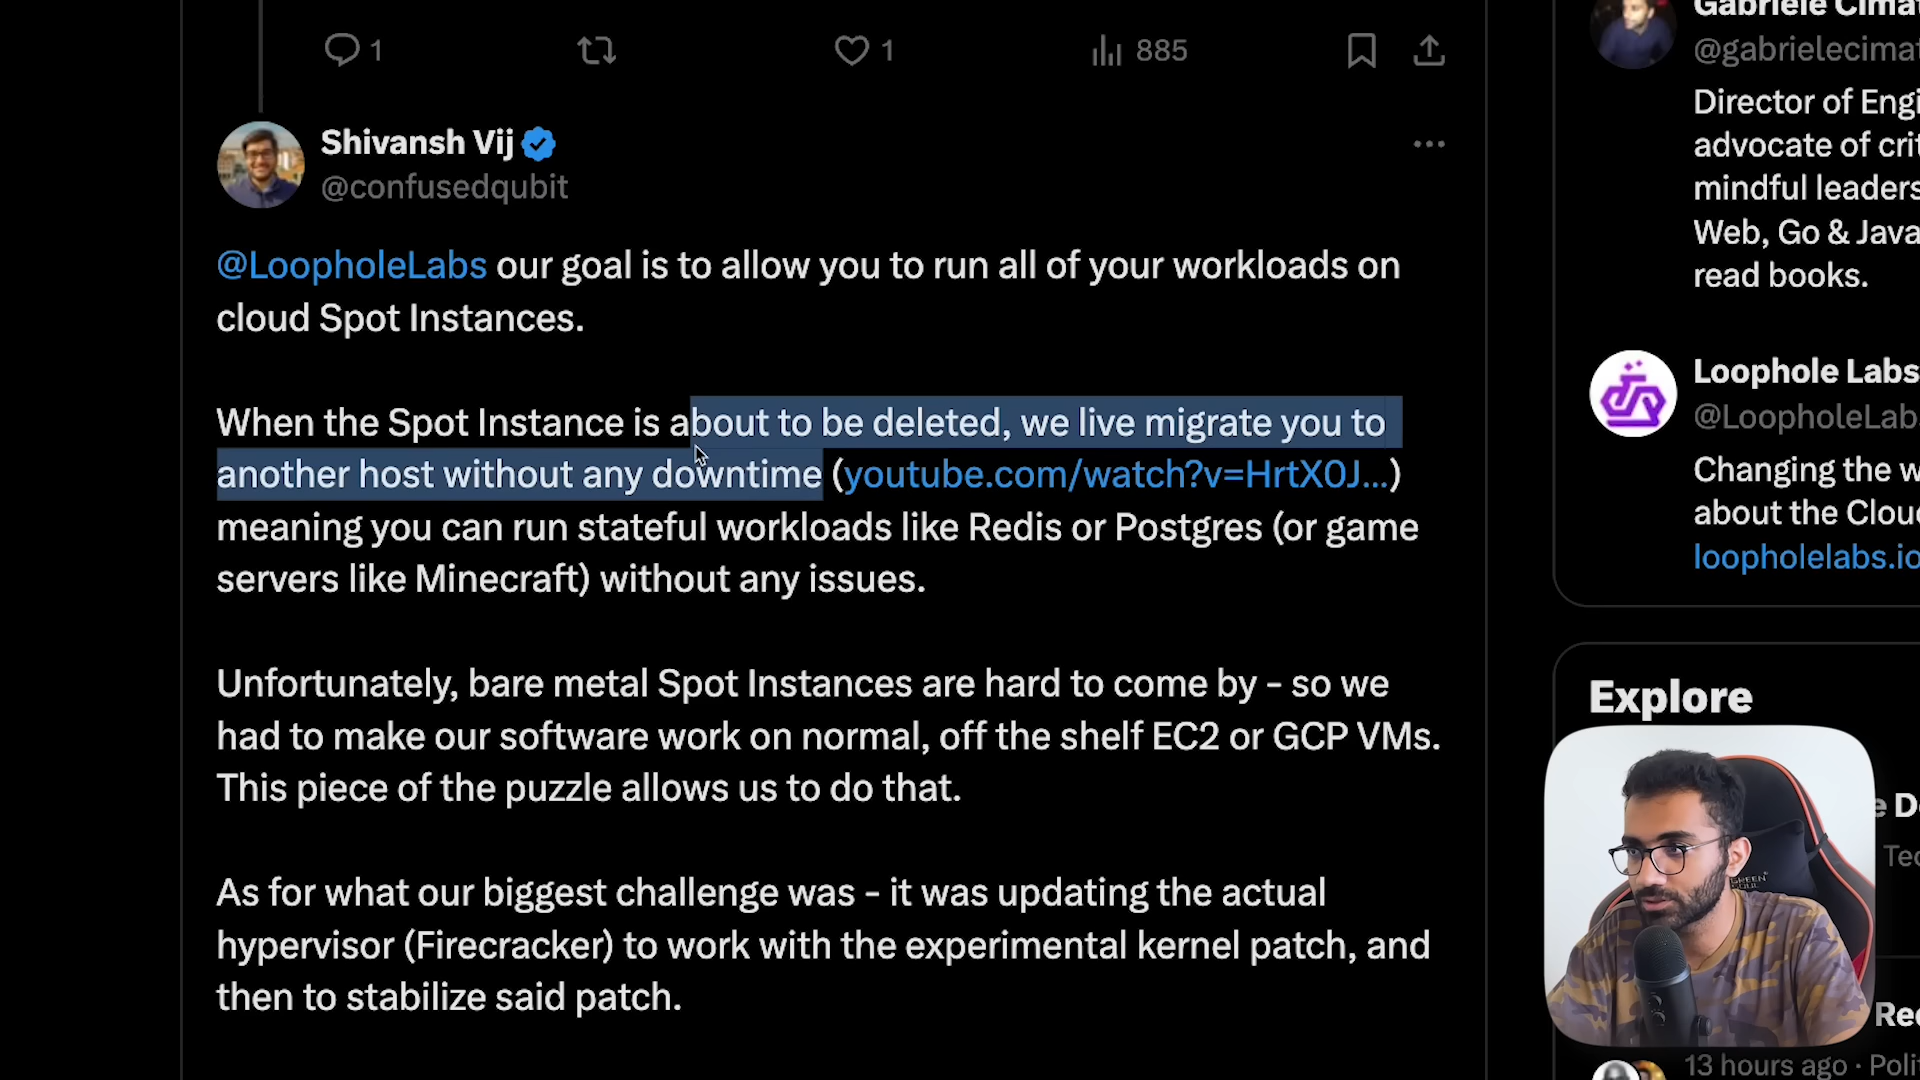 1
1
885
Shivansh Vij
@confusedqubit
@LoopholeLabs our goal is to allow you to run all of your workloads on
cloud Spot Instances.
When the Spot Instance is about to be deleted, we live migrate you to
another host without any downtime (youtube.com/watch?v=HrtX0J...)
meaning you can run stateful workloads like Redis or Postgres (or game
servers like Minecraft) without any issues.
Unfortunately, bare metal Spot Instances are hard to come by - so we
had to make our software work on normal, off the shelf EC2 or GCP VMs.
This piece of the puzzle allows us to do that.
As for what our biggest challenge was - it was updating the actual
hypervisor (Firecracker) to work with the experimental kernel patch, and
then to stabilize said patch.
Gabriele Cimat
@gabrielecimat
Director of Engi
advocate of crit
mindful leaders
Web, Go & Java
read books.
Loophole Labs
@LoopholeLab
Changing the w
about the Clou
loopholelabs.io
Explore
e D
Tec
Rec
13 hours ago · Poli